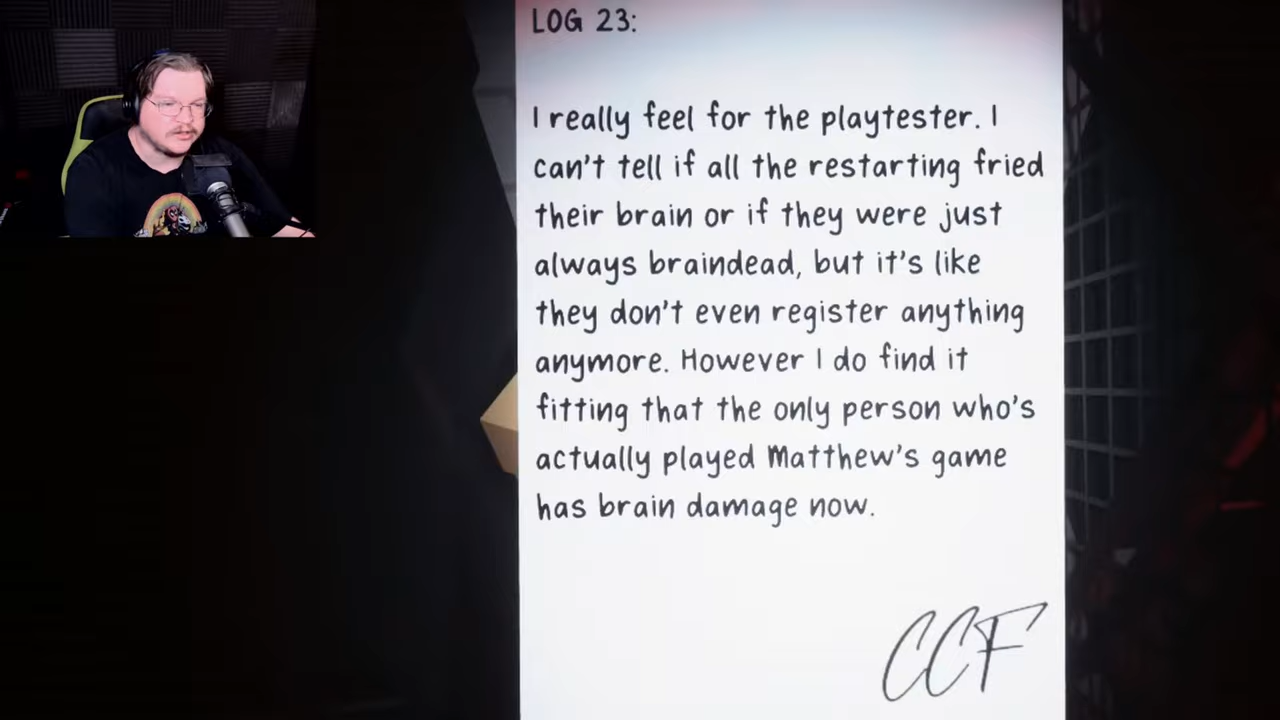 LOG 23:
I really feel for the playtester. I
can't tell if all the restarting fried
their brain or if they were just
always braindead, but it's like
they don't even register anything
anymore. However I do find it
fitting that the only person who's
actually played Matthew's game
has brain damage now.
CCF